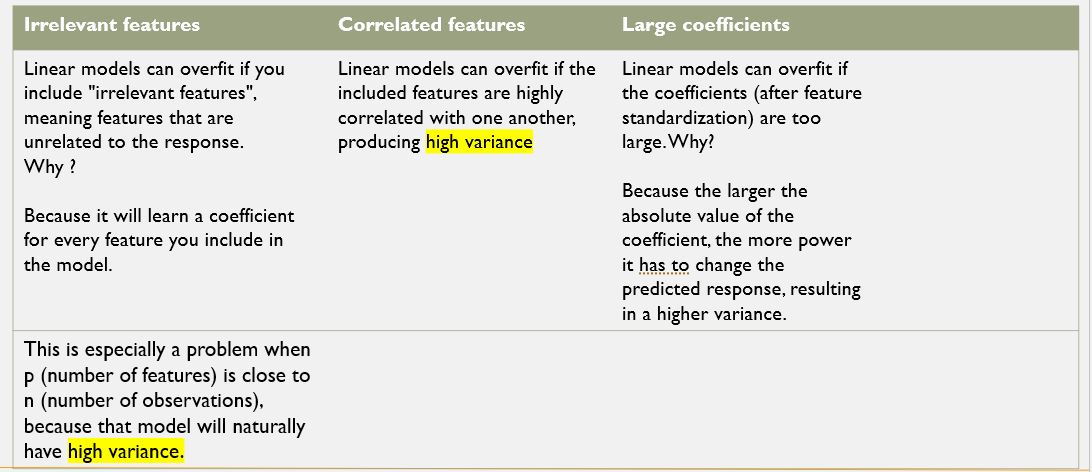 Irrelevant features
Correlated features
Large coefficients
Linear models can overfit if you
include "irrelevant features",
meaning features that are
unrelated to the response.
Why ?
Because it will learn a coefficient
for every feature you include in
the model.
Linear models can overfit if the
included features are highly
correlated with one another,
producing high variance
Linear models can overfit if
the coefficients (after feature
standardization) are too
large. Why?
Because the larger the
absolute value of the
coefficient, the more power
it has to change the
predicted response, resulting
in a higher variance.
This is especially a problem when
p (number of features) is close to
n (number of observations),
because that model will naturally
have high variance.